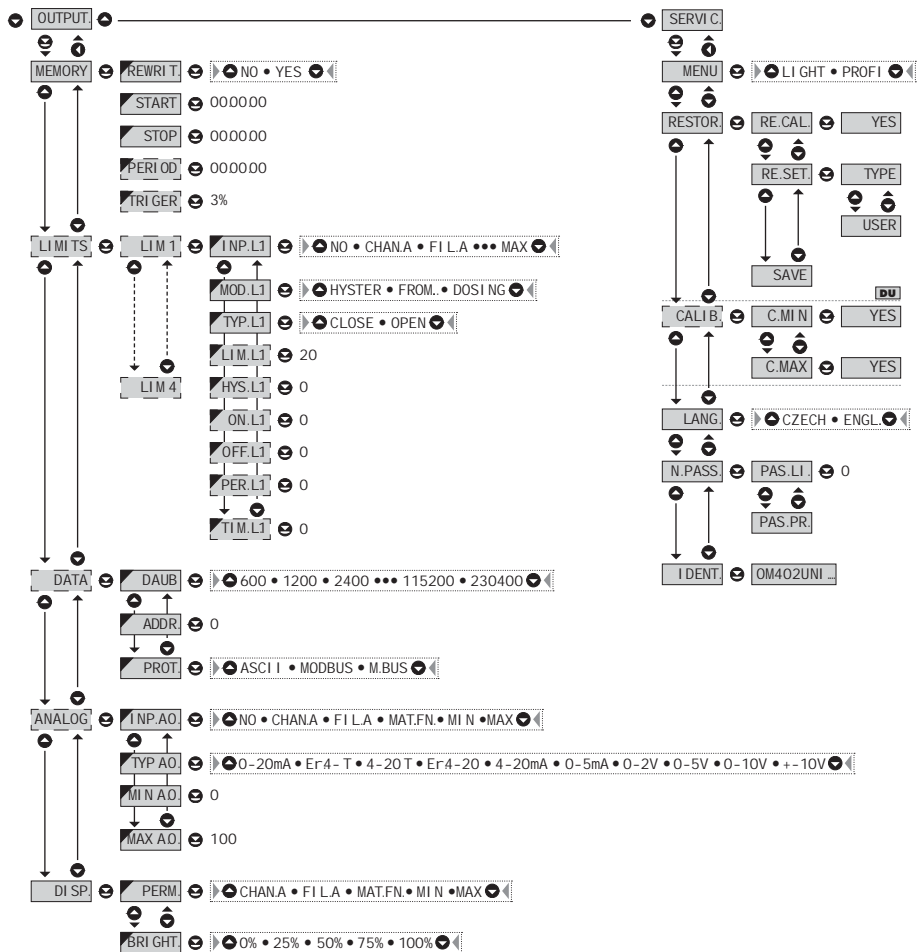 OUTPUT.
MEMORY REWRIT. NO • YES
START 00.00.00
STOP 00.00.00
PERIOD 00.00.00
TRIGER 3%
LIMITS LIM 1 INP.L1 NO • CHAN.A • FIL.A ••• MAX
MOD.L1 HYSTER • FROM.. • DOSING
TYP.L1 CLOSE • OPEN
LIM.L1 20
LIM 4 HYS.L1 0
ON.L1 0
OFF.L1 0
PER.L1 0
TIM.L1 0
DATA DAUB 600 • 1200 • 2400 ••• 115200 • 230400
ADDR. 0
PROT. ASCII • MODBUS • M.BUS
ANALOG INP.AO. NO • CHAN.A • FIL.A • MAT.FN. • MIN • MAX
TYP AO. 0-20mA • Er4-T • 4-20T • Er4-20 • 4-20mA • 0-5mA • 0-2V • 0-5V • 0-10V • +-10V
MIN A.O. 0
MAX A.O. 100
DISP. PERM. CHAN.A • FIL.A • MAT.FN. • MIN • MAX
BRIGHT. 0% • 25% • 50% • 75% • 100%
SERVIC.
MENU LIGHT • PROFI
RESTOR. RE.CAL. YES
RE.SET. TYPE
USER
SAVE
DU
CALIB. C.MIN YES
C.MAX YES
LANG. CZECH • ENGL.
N.PASS. PAS.LI. 0
PAS.PR.
IDENT. OM402UNI ...